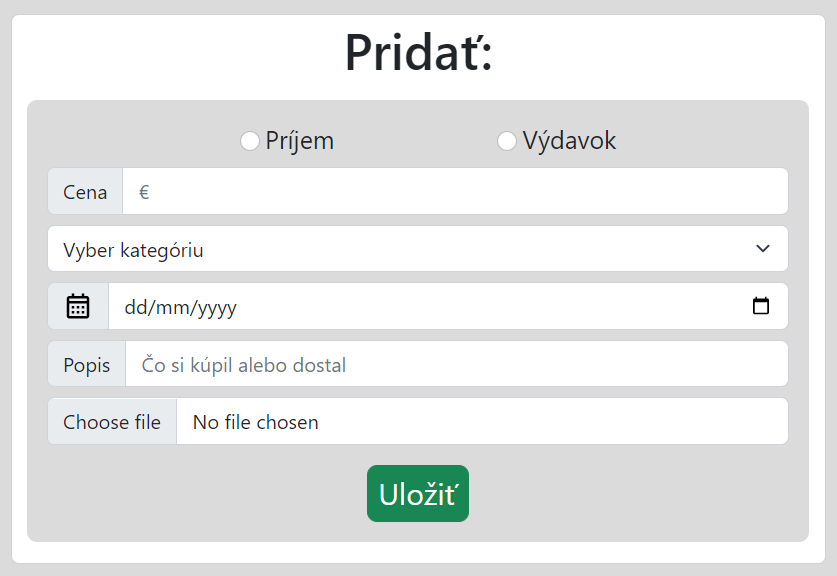 Pridať:
Príjem Výdavok
Cena €
Vyber kategóriu
dd/mm/yyyy
Popis Čo si kúpil alebo dostal
Choose file No file chosen
Uložiť